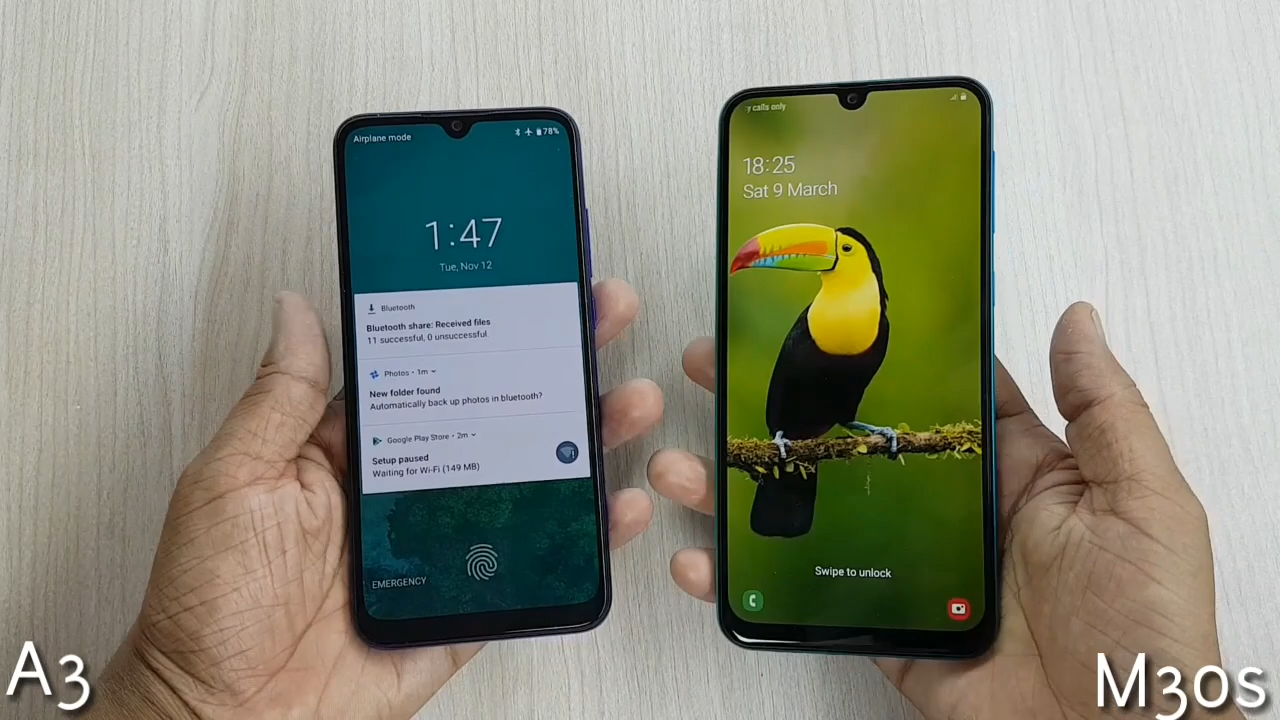 Airplane mode
78%
1:47
Tue, Nov 12
Bluetooth
Bluetooth share: Received files
11 successful, 0 unsuccessful
Photos • 1m
New folder found
Automatically back up photos in bluetooth?
Google Play Store • 2m
Setup paused
Waiting for Wi-Fi (149 MB)
EMERGENCY
A3
calls only
18:25
Sat 9 March
Swipe to unlock
M30s